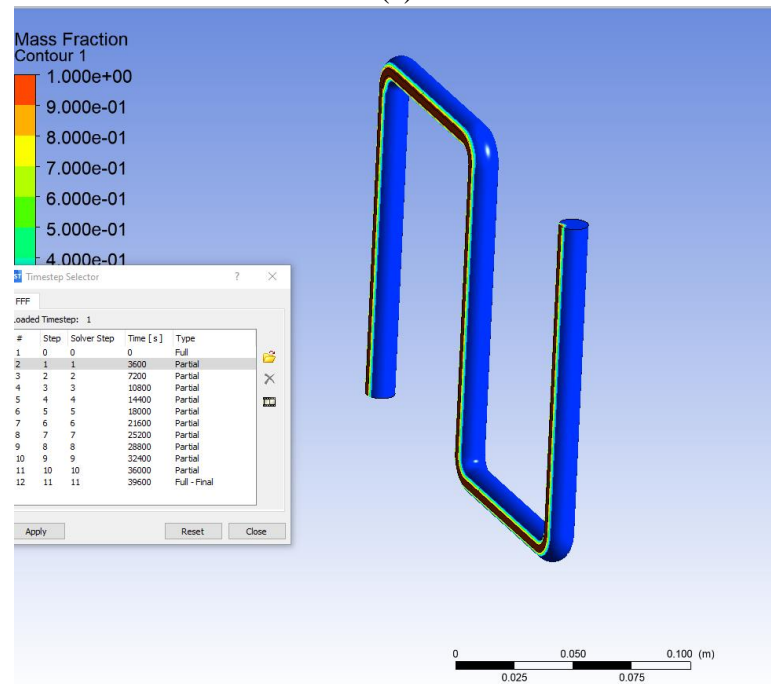 Mass Fraction
Contour 1
1.000e+00
9.000e-01
8.000e-01
7.000e-01
6.000e-01
5.000e-01
4.000e-01
Timestep Selector ? ×
FFF
Loaded Timestep: 1
# Step Solver Step Time [ s ] Type
1 0 0 0 Full
2 1 1 3600 Partial
3 2 2 7200 Partial
4 3 3 10800 Partial
5 4 4 14400 Partial
6 5 5 18000 Partial
7 6 6 21600 Partial
8 7 7 25200 Partial
9 8 8 28800 Partial
10 9 9 32400 Partial
11 10 10 36000 Partial
12 11 11 39600 Full - Final
Apply Reset Close
0 0.050 0.100 (m)
0.025 0.075